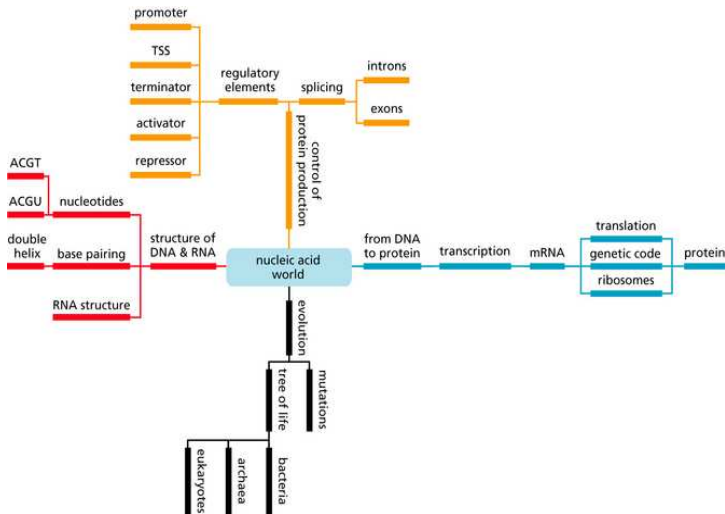 promoter
TSS
terminator
activator
repressor
regulatory
elements
splicing
introns
exons
control of
protein production
ACGT
ACGU
nucleotides
double
helix
base pairing
structure of
DNA & RNA
RNA structure
nucleic acid
world
from DNA
to protein
transcription
mRNA
translation
genetic code
ribosomes
protein
evolution
tree of life
mutations
eukaryotes
archaea
bacteria